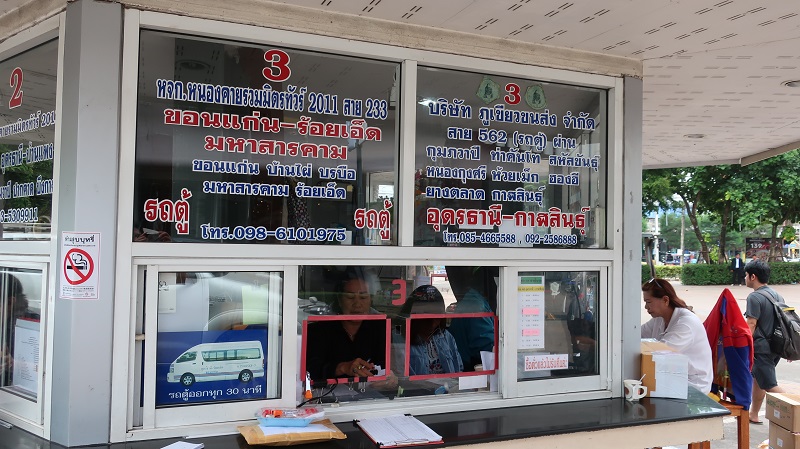 2
3
หจก.หนองคายรวมมิตรทัวร์ 2011 สาย 233
ขอนแก่น-ร้อยเอ็ด
มหาสารคาม
ขอนแก่น บ้านไผ่ บรบือ
มหาสารคาม ร้อยเอ็ด
รถตู้
รถตู้
โทร.098-6101975
3
บริษัท ภูเขียวขนส่ง จำกัด
สาย 562 (รถตู้) ผ่าน
กุมภวาปี ท่าคันโท สหัสขันธ์
หนองกุงศรี ห้วยเม็ก ของมี
ยางตลาด กาฬสินธุ์
อุดรธานี-กาฬสินธุ์
โทร.085-4665588 , 092-2586888
3
รถออกทุก 30 นาที
139